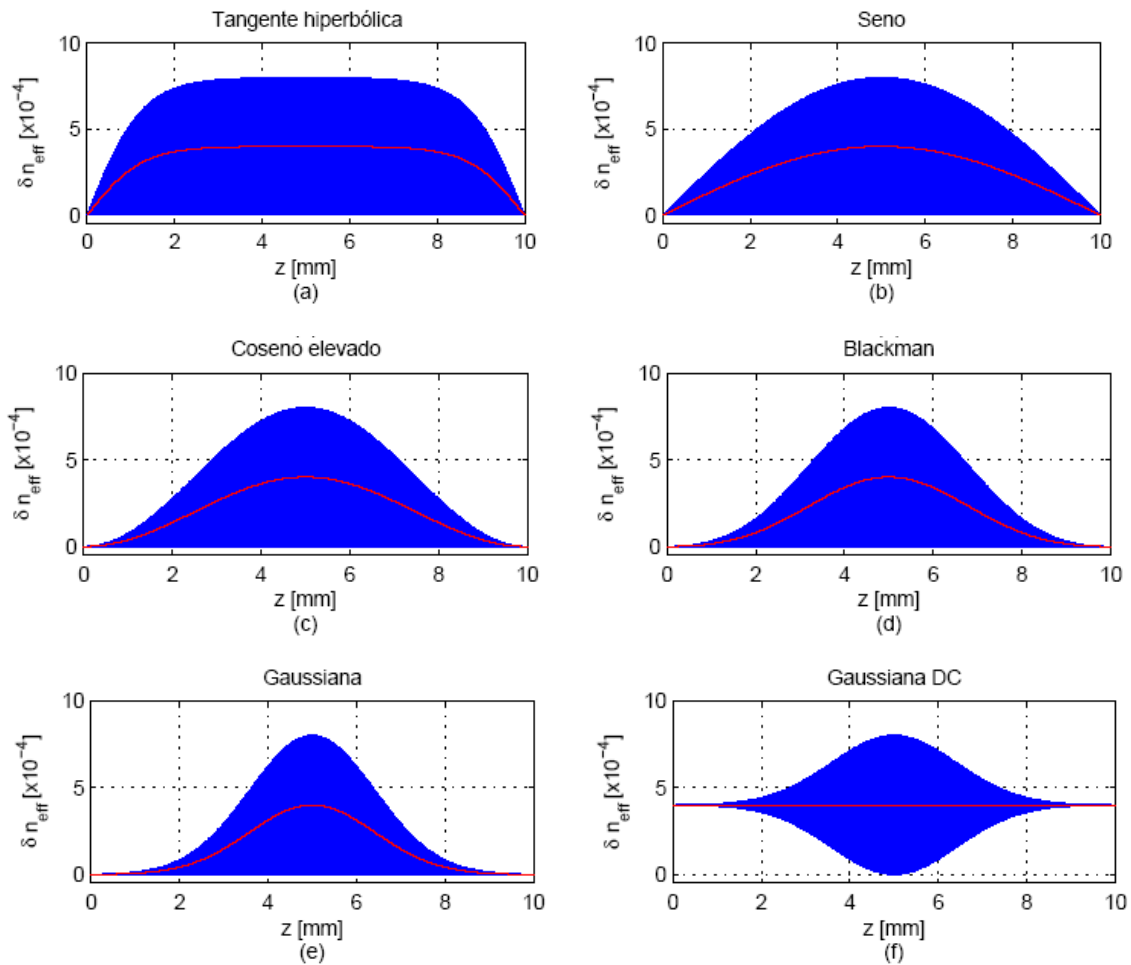 Tangente hiperbólica
10
5
0
δ n_eff [x10^−4]
0 2 4 6 8 10
z [mm]
(a)
Seno
10
5
0
δ n_eff [x10^−4]
0 2 4 6 8 10
z [mm]
(b)
Coseno elevado
10
5
0
δ n_eff [x10^−4]
0 2 4 6 8 10
z [mm]
(c)
Blackman
10
5
0
δ n_eff [x10^−4]
0 2 4 6 8 10
z [mm]
(d)
Gaussiana
10
5
0
δ n_eff [x10^−4]
0 2 4 6 8 10
z [mm]
(e)
Gaussiana DC
10
5
0
δ n_eff [x10^−4]
0 2 4 6 8 10
z [mm]
(f)